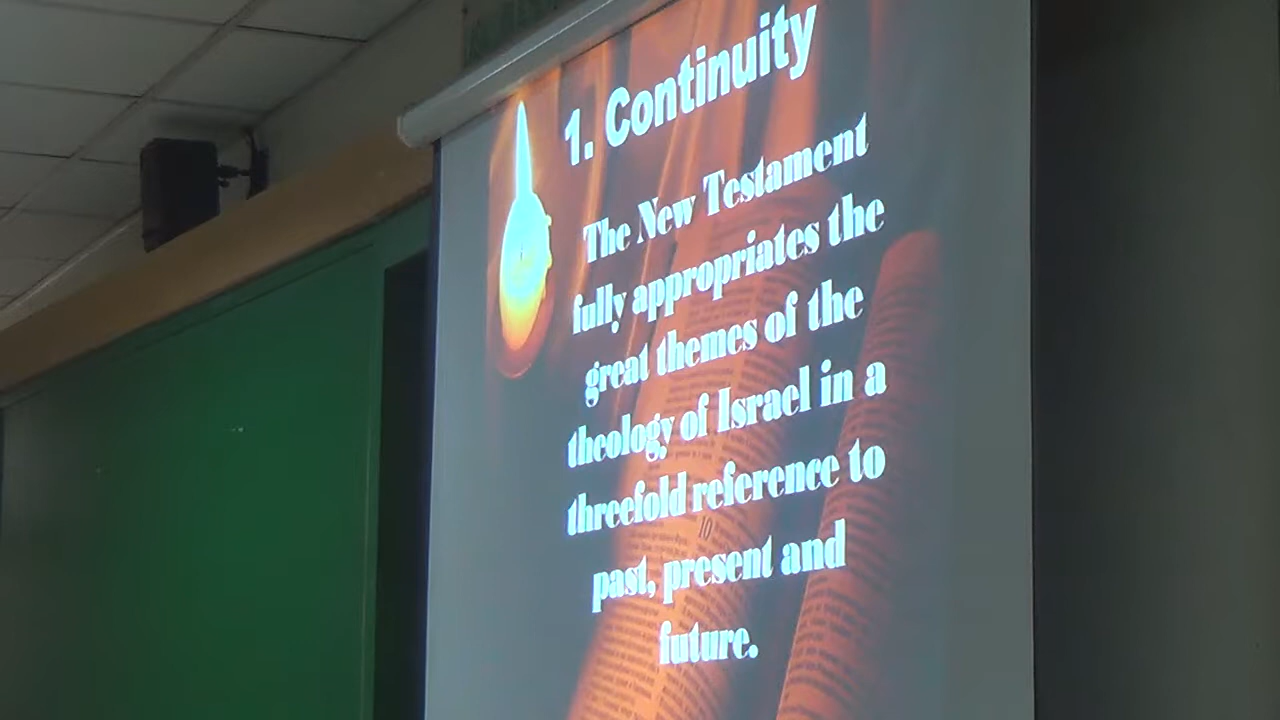 1. Continuity
The New Testament
fully appropriates the
great themes of the
theology of Israel in a
threefold reference to
past, present and
future.
10